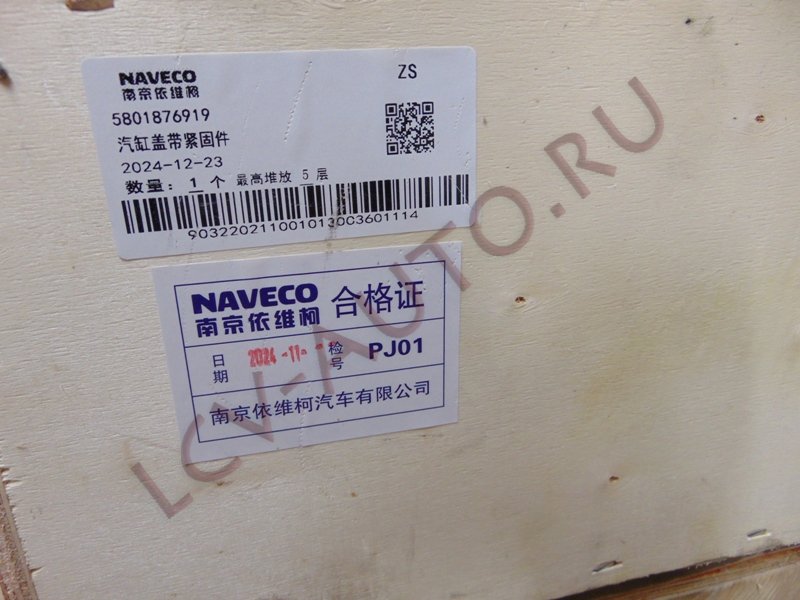 NAVECO
ZS
南京依维柯
5801876919
汽缸盖带紧固件
2024-12-23
数量: 1 个 最高堆放 5 层
903220211001013003601114
NAVECO 合格证
南京依维柯
日期 2024-11- 检号 PJ01
南京依维柯汽车有限公司
LCV-AUTO.RU